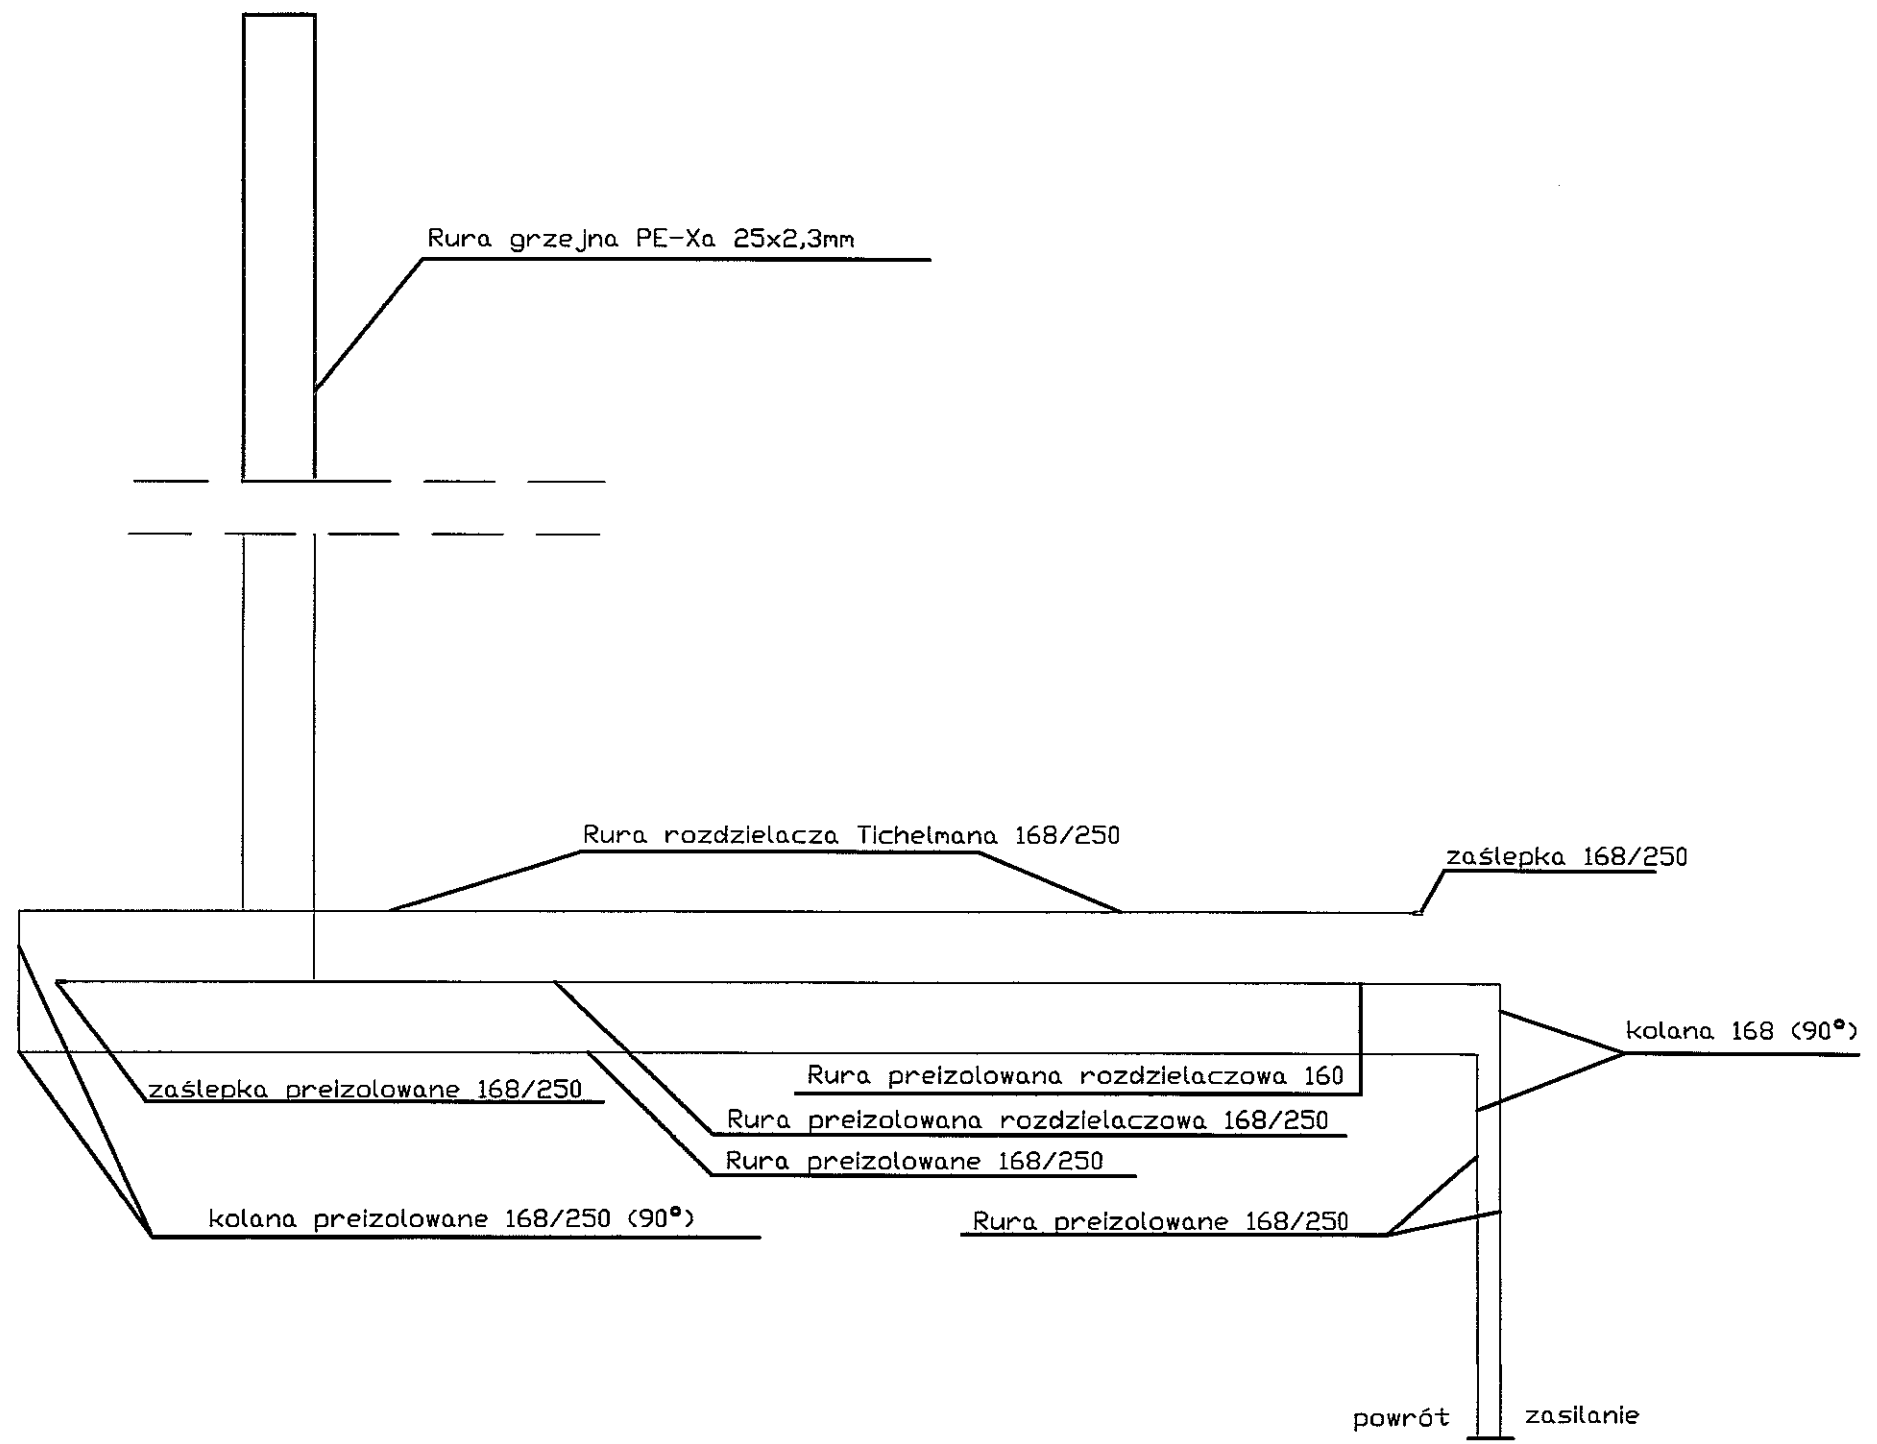 Rura grzejna PE-Xa 25x2,3mm
Rura rozdzielacza Tichelmana 168/250
zaślepka 168/250
kolana 168 (90°)
Rura preizolowana rozdzielaczowa 160
zaślepka preizolowane 168/250
Rura preizolowana rozdzielaczowa 168/250
Rura preizolowane 168/250
kolana preizolowane 168/250 (90°)
Rura preizolowane 168/250
powrót
zasilanie